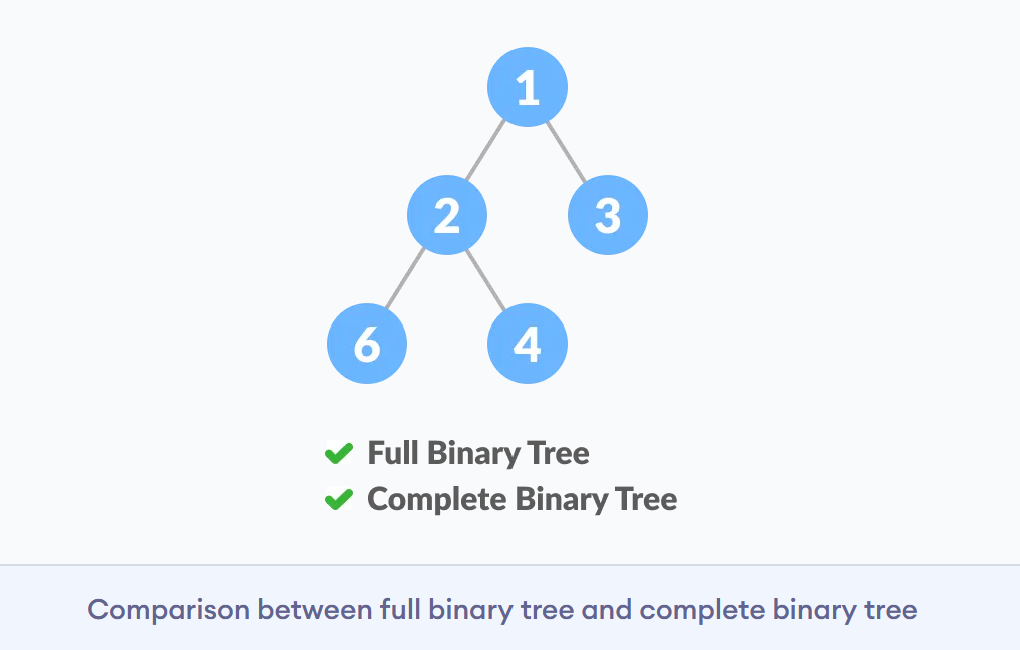 1
2 3
6 4
Full Binary Tree
Complete Binary Tree
Comparison between full binary tree and complete binary tree